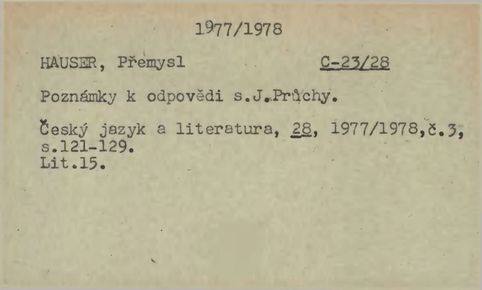 1977/1978
HAUSER, Přemysl C-23/28
Poznámky k odpovědi s.J.Průchy.
Český jazyk a literatura, 28, 1977/1978,č.3,
s.121-129.
Lit.15.